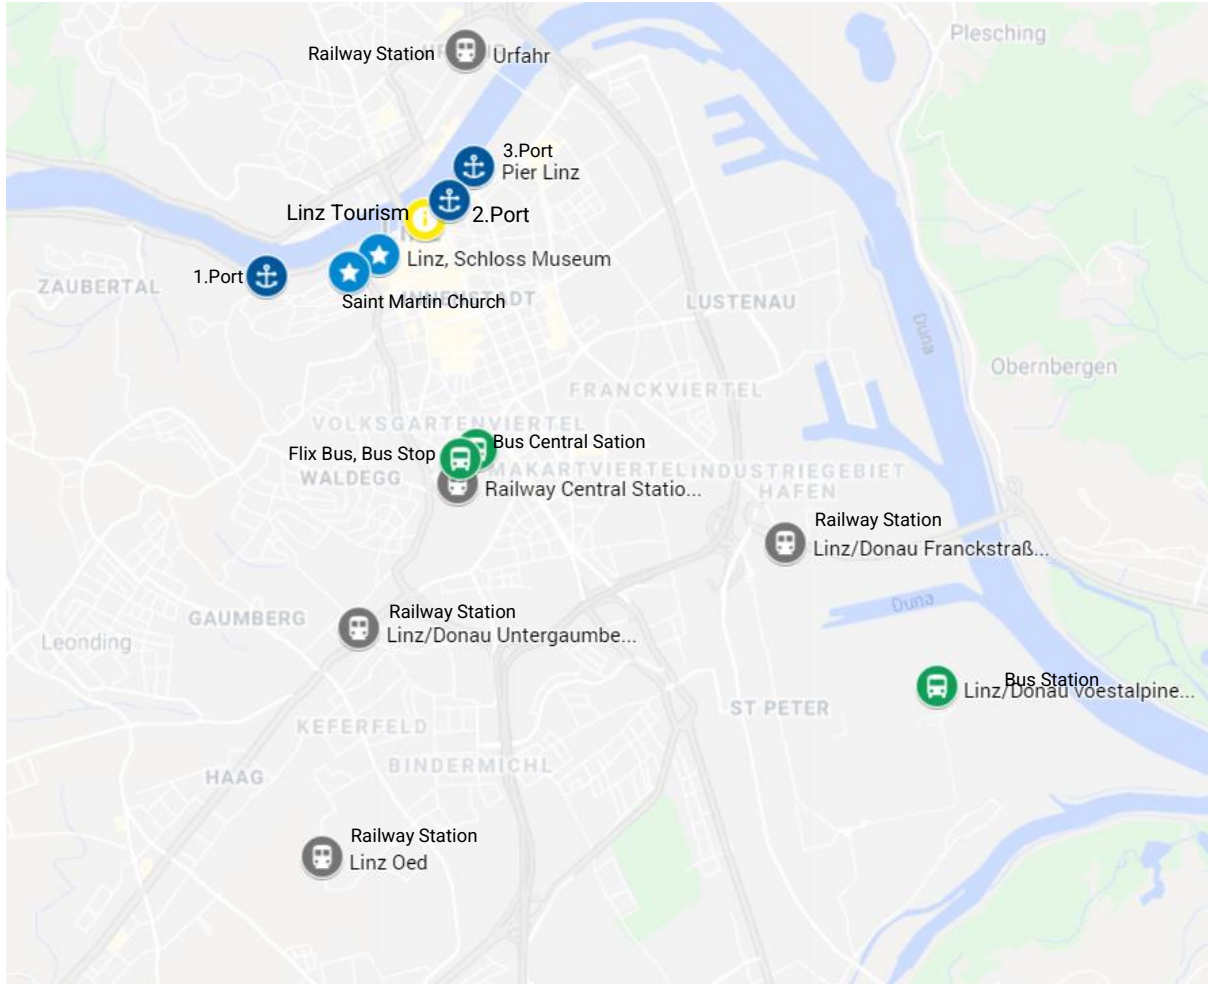 Plesching
Railway Station
Urfahr
3.Port
Pier Linz
Linz Tourism
2.Port
Linz, Schloss Museum
1.Port
ZAUBERTAL
Saint Martin Church
INNENSTADT
LUSTENAU
Duna
Obernbergen
FRANCKVIERTEL
VOLKSGARTENVIERTEL
Bus Central Sation
Flix Bus, Bus Stop
WALDEGG
MAKARTVIERTEL
INDUSTRIEGEBIET
HAFEN
Railway Central Statio...
Railway Station
Linz/Donau Franckstraß...
Duna
GAUMBERG
Railway Station
Linz/Donau Untergaumbe...
Leonding
Bus Station
Linz/Donau voestalpine...
ST PETER
KEFERFELD
BINDERMICHL
HAAG
Railway Station
Linz Oed